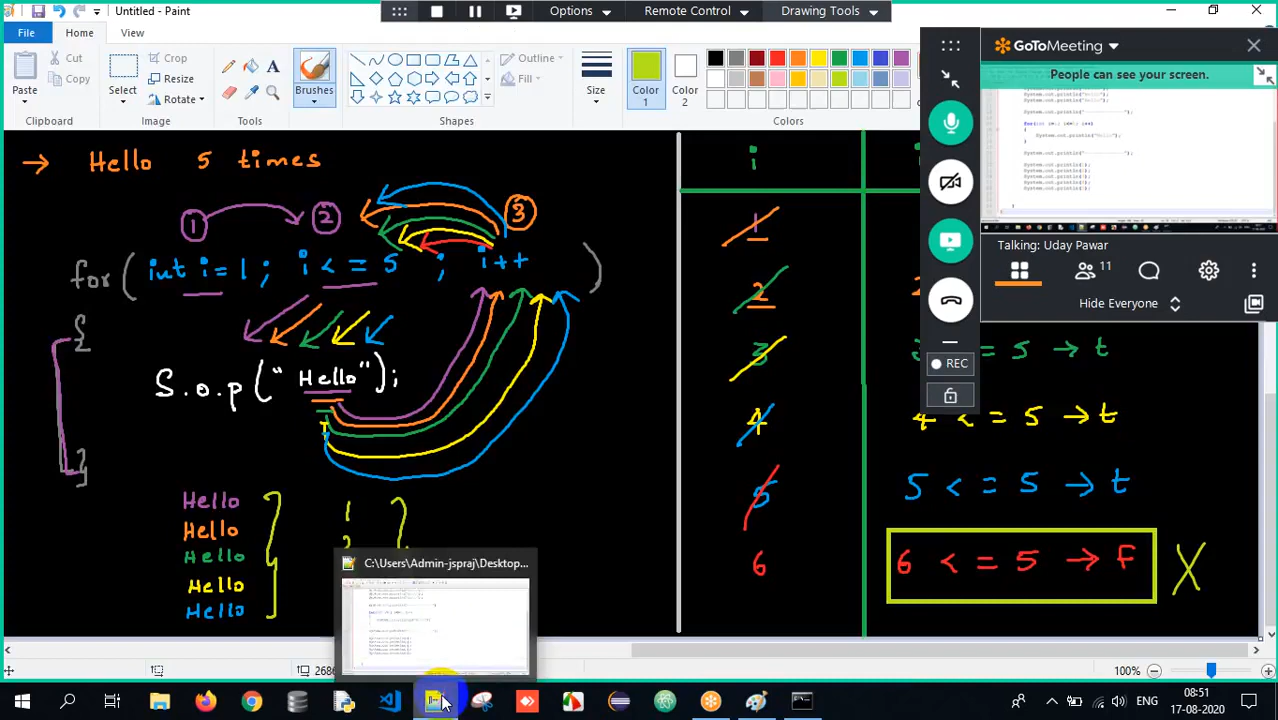 Untitled - Paint
Options
Remote Control
Drawing Tools
File
Home
View
Paste
Cut
Copy
Clipboard
Select
Crop
Resize
Rotate
Image
Tools
Brushes
Shapes
Outline
Fill
Size
Color
1
Color
2
Colors
GoToMeeting
People can see your screen.
Talking: Uday Pawar
11
Hide Everyone
REC
→ Hello 5 times
1
2
3
for ( int i=1 ; i <= 5 ; i++ )
{
S.o.p(" Hello");
}
Hello
Hello
Hello
Hello
Hello
1
2
i
1
2
3
4
5
6
= 5 → t
4 <= 5 → t
5 <= 5 → t
6 <= 5 → F
X
C:\Users\Admin-jspraj\Desktop...
100%
ENG
08:51
17-08-2020